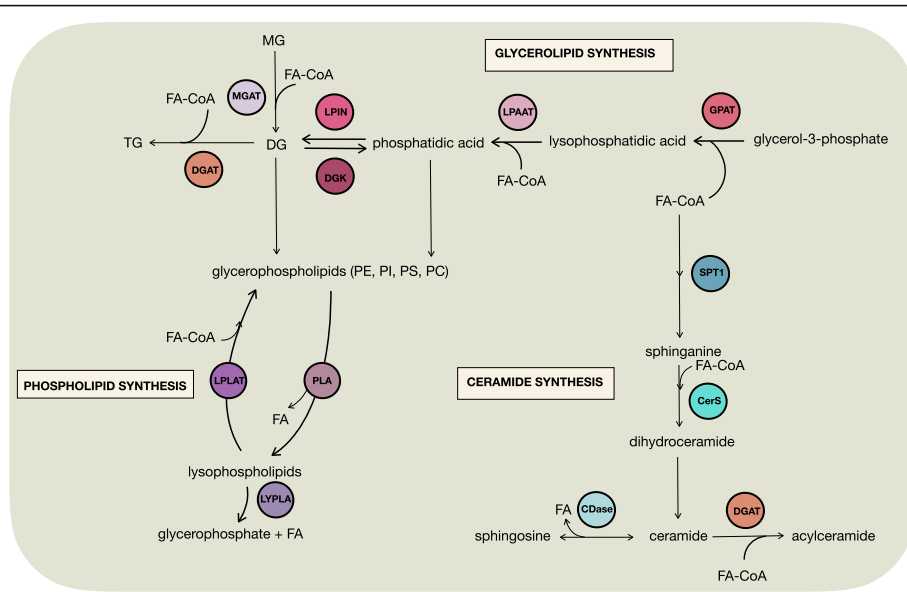 MG
GLYCEROLIPID SYNTHESIS
FA-CoA
MGAT
FA-CoA
LPIN
LPAAT
GPAT
TG
DG
phosphatidic acid
lysophosphatidic acid
glycerol-3-phosphate
DGAT
DGK
FA-CoA
FA-CoA
glycerophospholipids (PE, PI, PS, PC)
SPT1
FA-CoA
sphinganine
FA-CoA
PHOSPHOLIPID SYNTHESIS
LPLAT
PLA
CERAMIDE SYNTHESIS
CerS
FA
dihydroceramide
lysophospholipids
LYPLA
FA
CDase
DGAT
glycerophosphate + FA
sphingosine
ceramide
acylceramide
FA-CoA